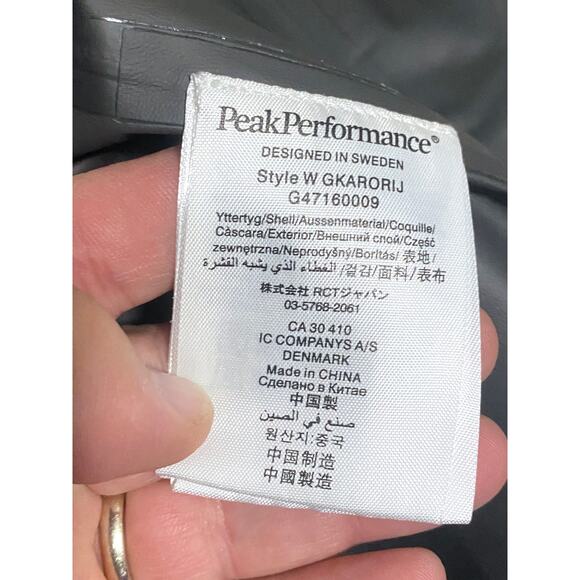 PeakPerformance®
DESIGNED IN SWEDEN
Style W GKARORIJ
G47160009
Yttertyg/Shell/Aussenmaterial/Coquille/
Càscara/Exterior/Внешний слой/Część
zewnętrzna/Neprodyšný/Borítás/ 表地/
الغطاء الذي يشبه القشرة/겉감/面料/表布
株式会社 RCTジャパン
03-5768-2061
CA 30 410
IC COMPANYS A/S
DENMARK
Made in CHINA
Сделано в Китае
中国製
صنع في الصين
원산지:중국
中国制造
中國製造